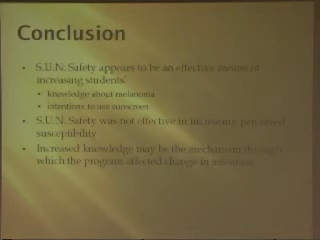 Conclusion
• S.U.N. Safety appears to be an effective means of
increasing students'
• knowledge about melanoma
• intentions to use sunscreen
• S.U.N. Safety was not effective in increasing perceived
susceptibility
• Increased knowledge may be the mechanism through
which the program affected change in intention